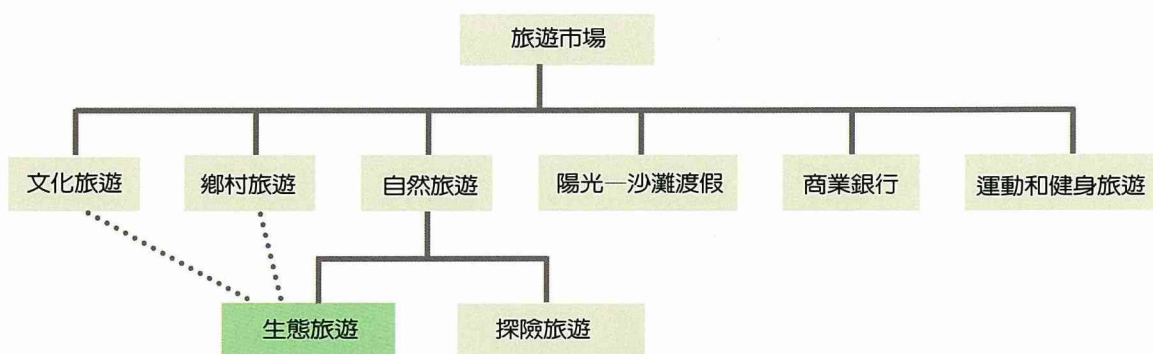 旅遊市場
文化旅遊
鄉村旅遊
自然旅遊
陽光—沙灘渡假
商業銀行
運動和健身旅遊
生態旅遊
探險旅遊